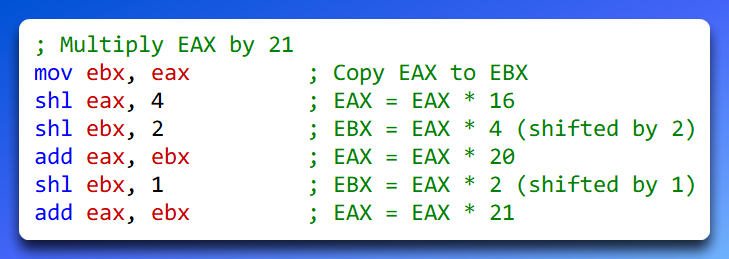 ; Multiply EAX by 21
mov ebx, eax ; Copy EAX to EBX
shl eax, 4 ; EAX = EAX * 16
shl ebx, 2 ; EBX = EAX * 4 (shifted by 2)
add eax, ebx ; EAX = EAX * 20
shl ebx, 1 ; EBX = EAX * 2 (shifted by 1)
add eax, ebx ; EAX = EAX * 21